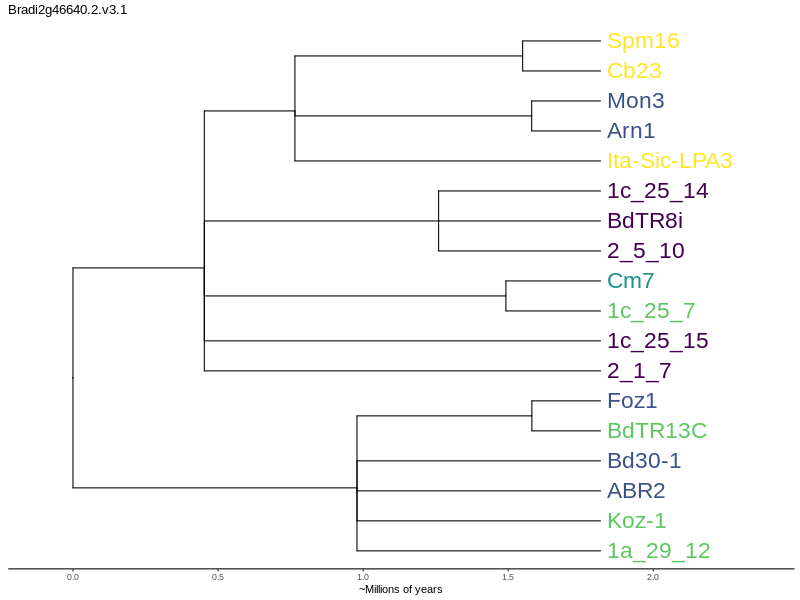 Bradi2g46640.2.v3.1
Spm16
Cb23
Mon3
Arn1
Ita-Sic-LPA3
1c_25_14
BdTR8i
2_5_10
Cm7
1c_25_7
1c_25_15
2_1_7
Foz1
BdTR13C
Bd30-1
ABR2
Koz-1
1a_29_12
0.0 0.5 1.0 1.5 2.0
~Millions of years